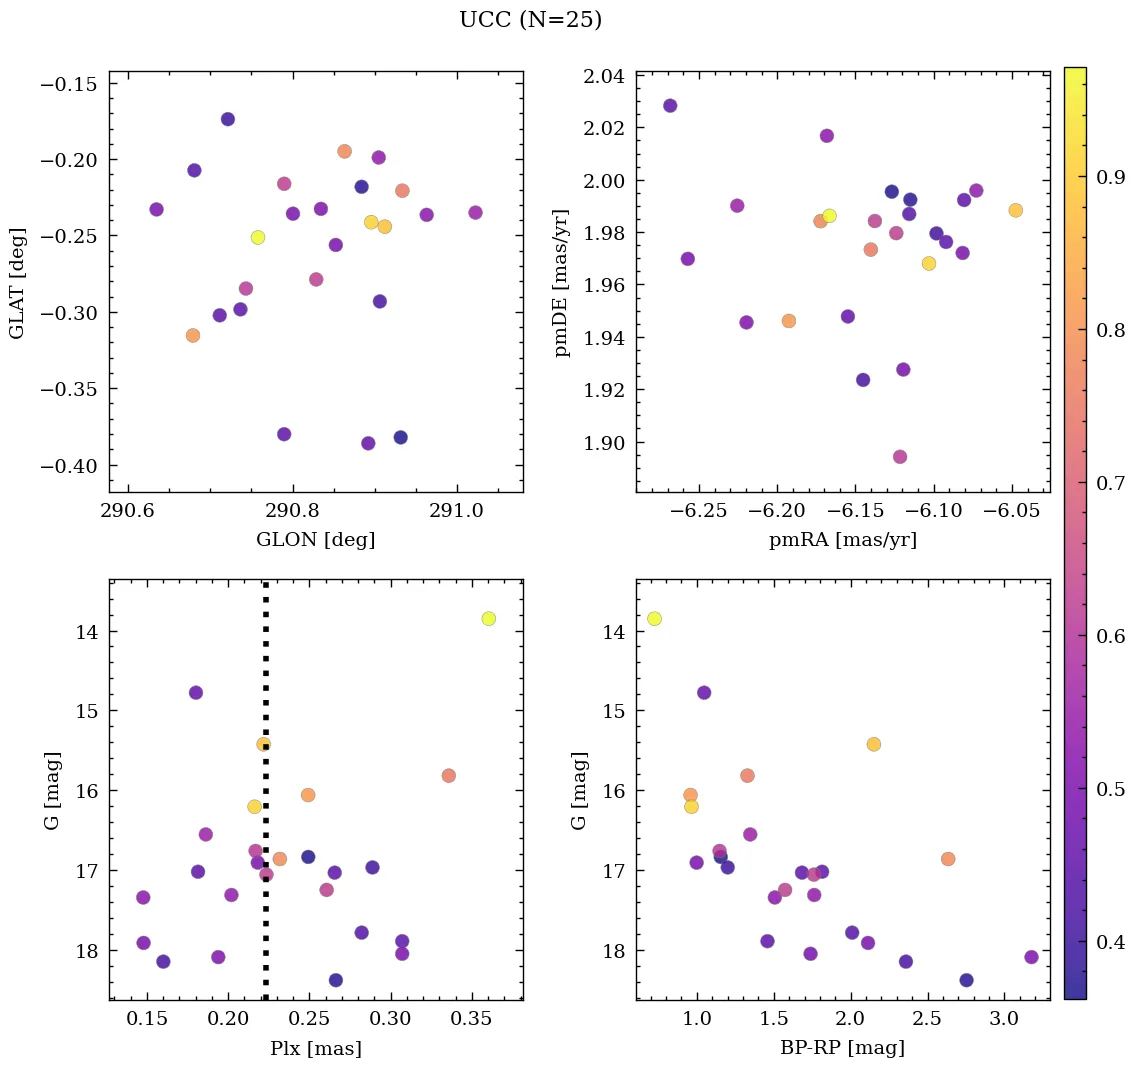 UCC (N=25)
−0.15
−0.20
−0.25
−0.30
−0.35
−0.40
GLAT [deg]
290.6 290.8 291.0
GLON [deg]
2.04
2.02
2.00
1.98
1.96
1.94
1.92
1.90
pmDE [mas/yr]
−6.25 −6.20 −6.15 −6.10 −6.05
pmRA [mas/yr]
14
15
16
17
18
G [mag]
0.15 0.20 0.25 0.30 0.35
Plx [mas]
14
15
16
17
18
G [mag]
1.0 1.5 2.0 2.5 3.0
BP-RP [mag]
0.9
0.8
0.7
0.6
0.5
0.4